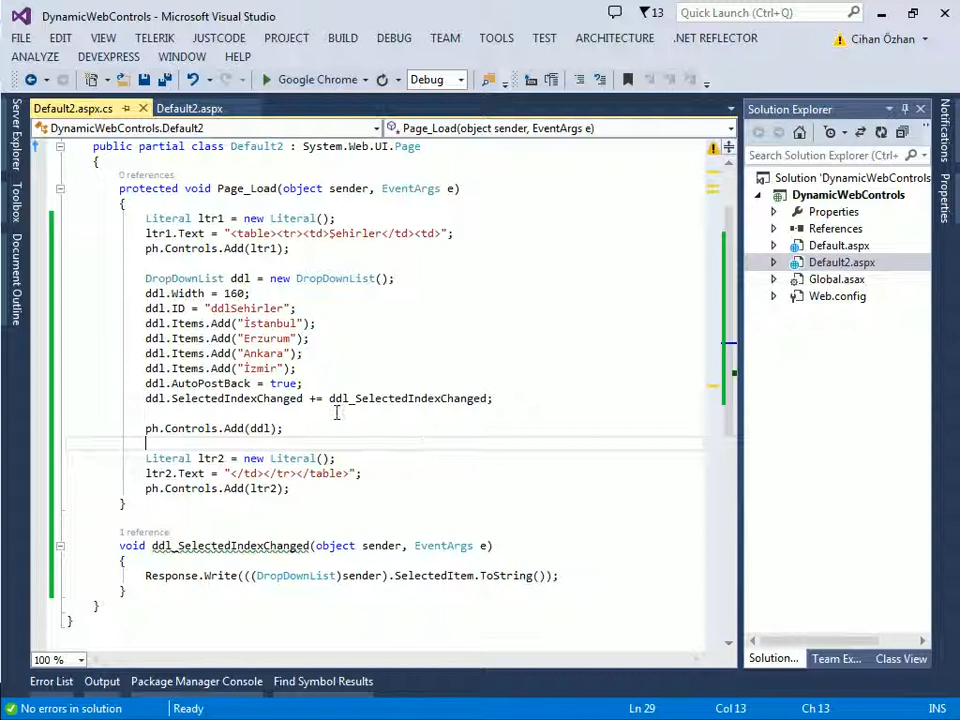 DynamicWebControls - Microsoft Visual Studio
13
Quick Launch (Ctrl+Q)
FILE EDIT VIEW TELERIK JUSTCODE PROJECT BUILD DEBUG TEAM TOOLS TEST ARCHITECTURE .NET REFLECTOR
Cihan Özhan
ANALYZE DEVEXPRESS WINDOW HELP
Google Chrome
Debug
Server Explorer
Toolbox
Document Outline
Default2.aspx.cs
Default2.aspx
DynamicWebControls.Default2
Page_Load(object sender, EventArgs e)
public partial class Default2 : System.Web.UI.Page
{
0 references
protected void Page_Load(object sender, EventArgs e)
{
Literal ltr1 = new Literal();
ltr1.Text = "<table><tr><td>Şehirler</td><td>";
ph.Controls.Add(ltr1);
DropDownList ddl = new DropDownList();
ddl.Width = 160;
ddl.ID = "ddlSehirler";
ddl.Items.Add("İstanbul");
ddl.Items.Add("Erzurum");
ddl.Items.Add("Ankara");
ddl.Items.Add("İzmir");
ddl.AutoPostBack = true;
ddl.SelectedIndexChanged += ddl_SelectedIndexChanged;
ph.Controls.Add(ddl);
Literal ltr2 = new Literal();
ltr2.Text = "</td></tr></table>";
ph.Controls.Add(ltr2);
}
1 reference
void ddl_SelectedIndexChanged(object sender, EventArgs e)
{
Response.Write(((DropDownList)sender).SelectedItem.ToString());
}
}
}
100 %
Solution Explorer
Search Solution Explorer (Ctrl+
Solution 'DynamicWebControls
DynamicWebControls
Properties
References
Default.aspx
Default2.aspx
Global.asax
Web.config
Solution...
Team Ex...
Class View
Notifications
Properties
Error List
Output
Package Manager Console
Find Symbol Results
No errors in solution
Ready
Ln 29
Col 13
Ch 13
INS